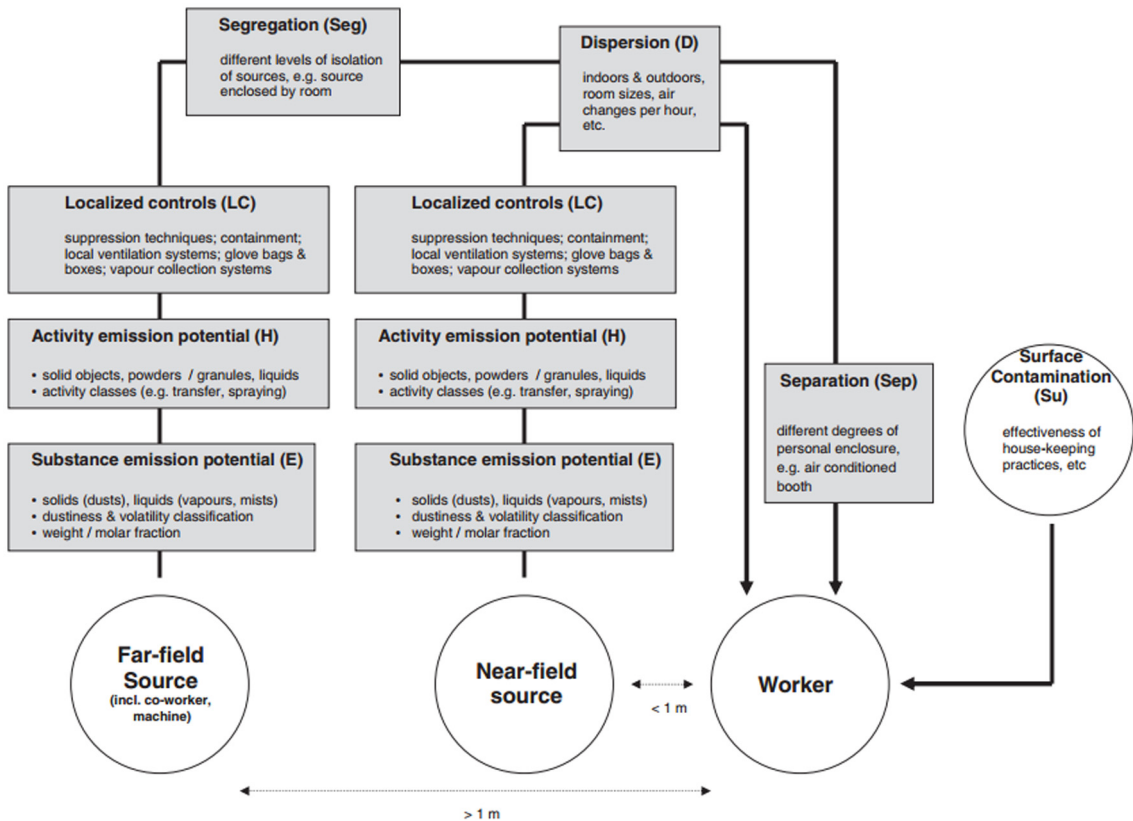 Segregation (Seg)
different levels of isolation
of sources, e.g. source
enclosed by room
Dispersion (D)
indoors & outdoors,
room sizes, air
changes per hour,
etc.
Localized controls (LC)
suppression techniques; containment;
local ventilation systems; glove bags &
boxes; vapour collection systems
Localized controls (LC)
suppression techniques; containment;
local ventilation systems; glove bags &
boxes; vapour collection systems
Activity emission potential (H)
• solid objects, powders / granules, liquids
• activity classes (e.g. transfer, spraying)
Activity emission potential (H)
• solid objects, powders / granules, liquids
• activity classes (e.g. transfer, spraying)
Separation (Sep)
different degrees of
personal enclosure,
e.g. air conditioned
booth
Surface
Contamination
(Su)
effectiveness of
house-keeping
practices, etc
Substance emission potential (E)
• solids (dusts), liquids (vapours, mists)
• dustiness & volatility classification
• weight / molar fraction
Substance emission potential (E)
• solids (dusts), liquids (vapours, mists)
• dustiness & volatility classification
• weight / molar fraction
Far-field
Source
(incl. co-worker,
machine)
Near-field
source
< 1 m
Worker
> 1 m